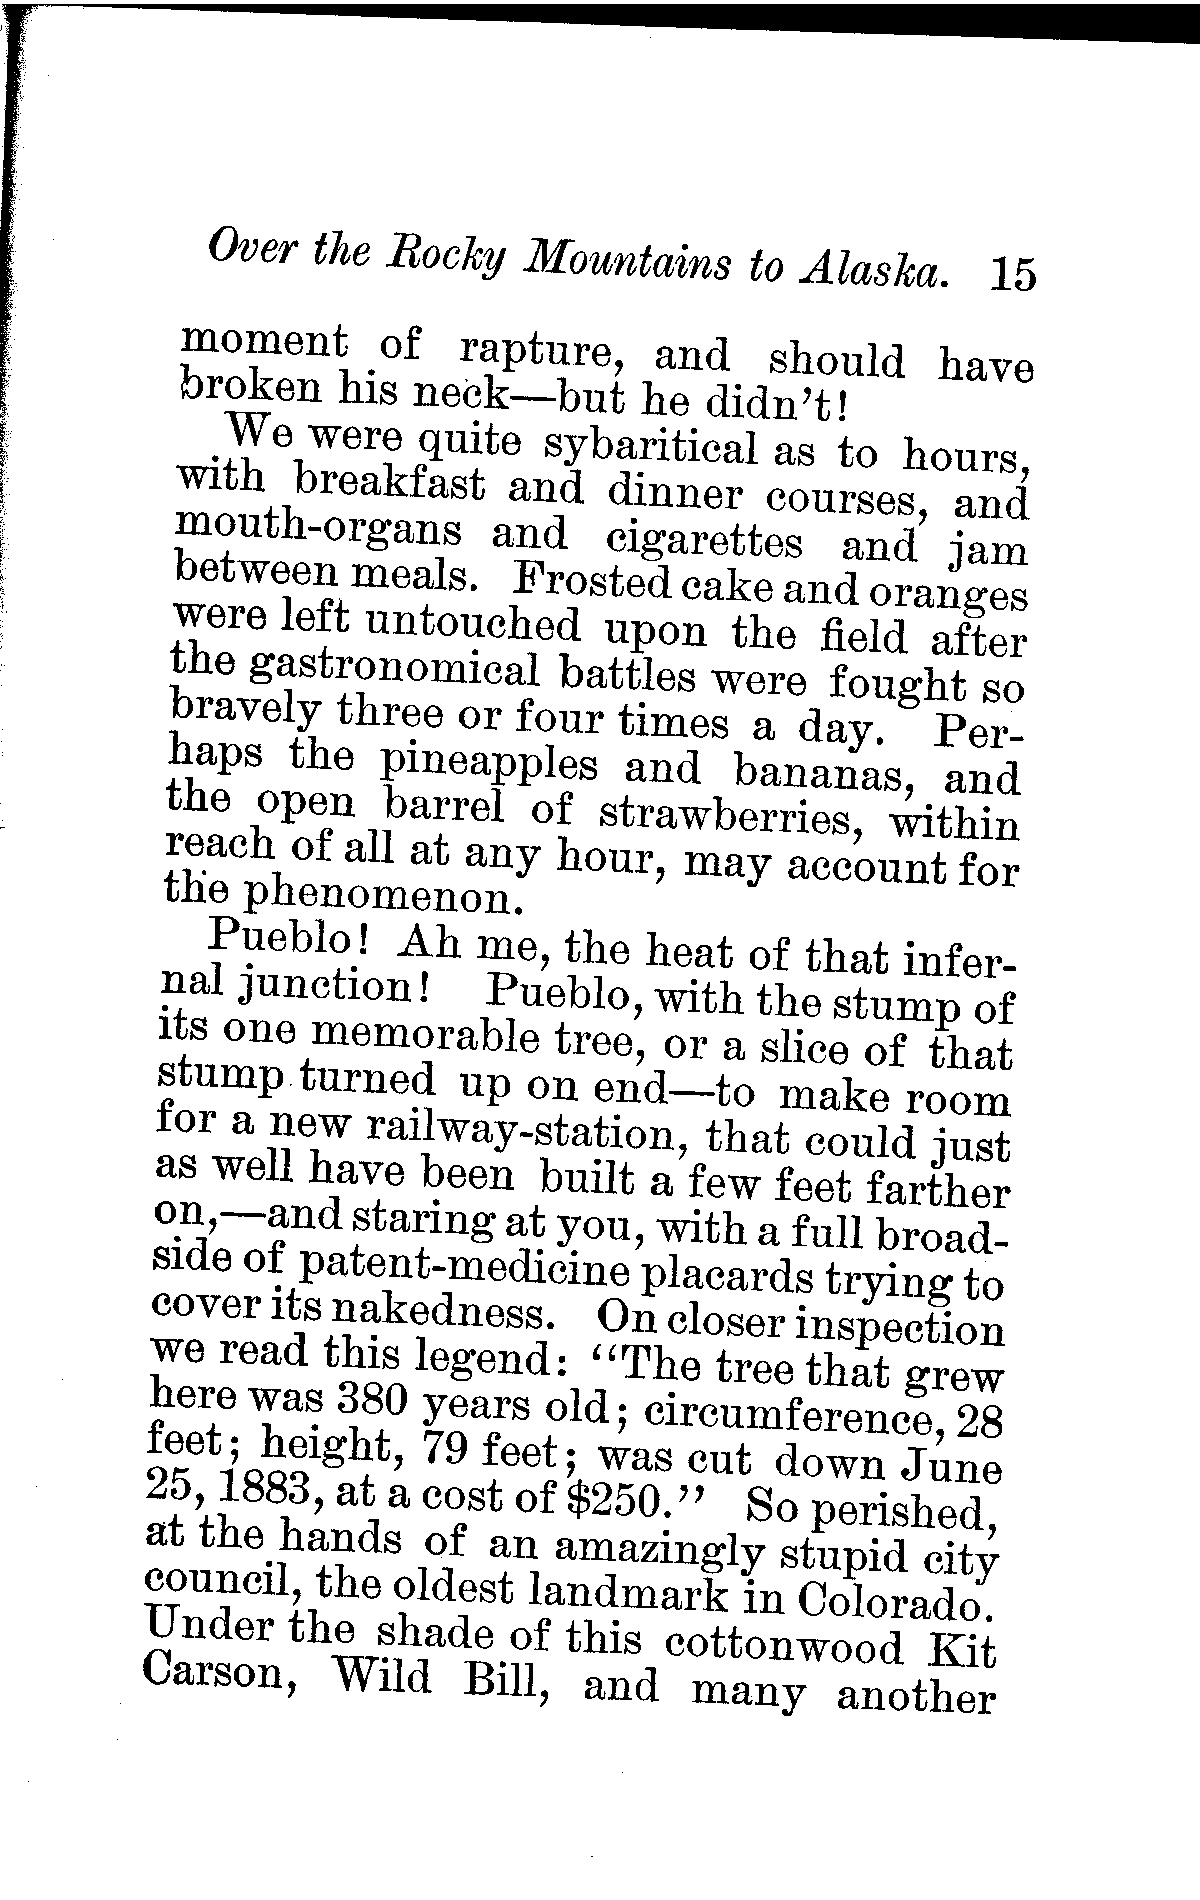 Over the Rocky Mountains to Alaska. 15
moment of rapture, and should have
broken his neck—but he didn't!
We were quite sybaritical as to hours,
with breakfast and dinner courses, and
mouth-organs and cigarettes and jam
between meals. Frosted cake and oranges
were left untouched upon the field after
the gastronomical battles were fought so
bravely three or four times a day. Per-
haps the pineapples and bananas, and
the open barrel of strawberries, within
reach of all at any hour, may account for
the phenomenon.
Pueblo! Ah me, the heat of that infer-
nal junction! Pueblo, with the stump of
its one memorable tree, or a slice of that
stump turned up on end—to make room
for a new railway-station, that could just
as well have been built a few feet farther
on,—and staring at you, with a full broad-
side of patent-medicine placards trying to
cover its nakedness. On closer inspection
we read this legend: "The tree that grew
here was 380 years old; circumference, 28
feet; height, 79 feet; was cut down June
25, 1883, at a cost of $250." So perished,
at the hands of an amazingly stupid city
council, the oldest landmark in Colorado.
Under the shade of this cottonwood Kit
Carson, Wild Bill, and many another